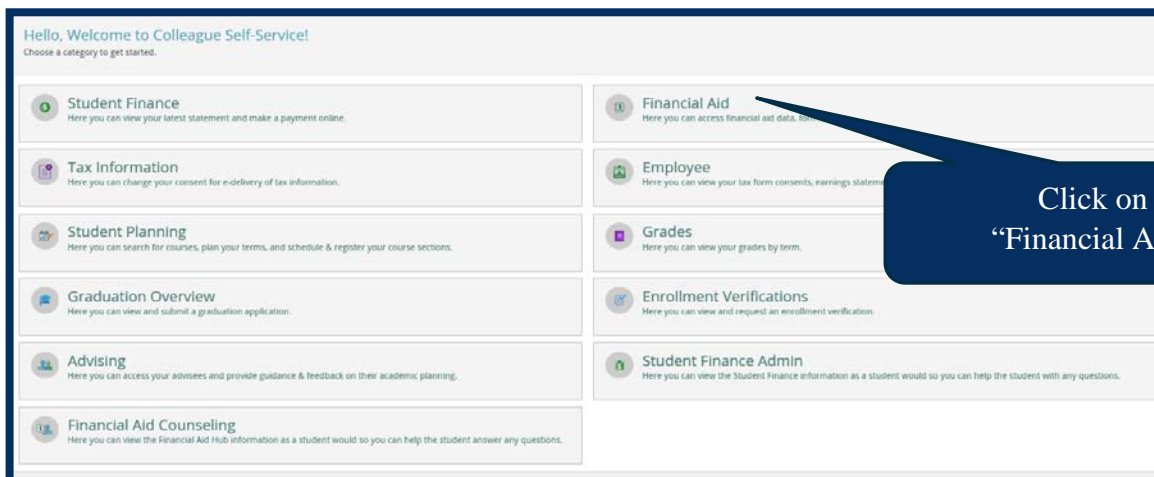 Hello, Welcome to Colleague Self-Service!
Choose a category to get started.
Student Finance
Here you can view your latest statement and make a payment online.
Financial Aid
Here you can access financial aid data,
Tax Information
Here you can change your consent for e-delivery of tax information.
Employee
Here you can view your tax form consents, earnings
Click on
“Financial
Student Planning
Here you can search for courses, plan your terms, and schedule & register your course sections.
Grades
Here you can view your grades by term.
Graduation Overview
Here you can view and submit a graduation application.
Enrollment Verifications
Here you can view and request an enrollment verification.
Advising
Here you can access your advisees and provide guidance & feedback on their academic planning.
Student Finance Admin
Here you can view the Student Finance information as a student would so you can help the student with any questions.
Financial Aid Counseling
Here you can view the Financial Aid Hub information as a student would so you can help the student answer any questions.